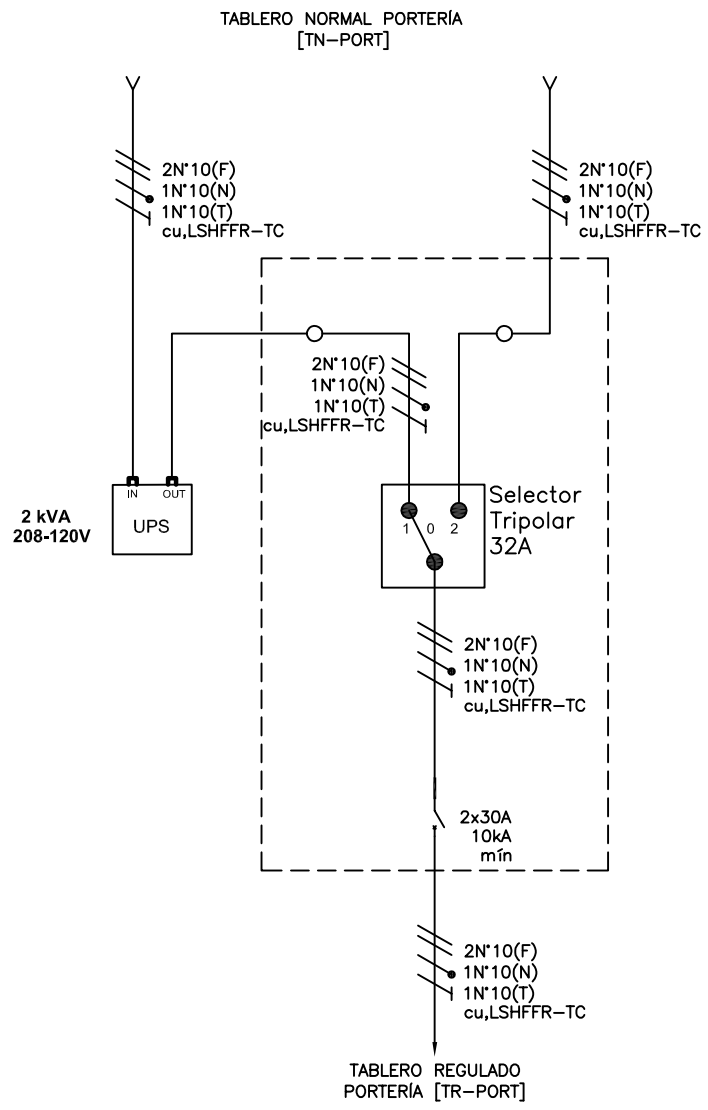 TABLERO NORMAL PORTERÍA
[TN-PORT]
2N°10(F)
1N°10(N)
1N°10(T)
cu,LSHFFR-TC
2N°10(F)
1N°10(N)
1N°10(T)
cu,LSHFFR-TC
2N°10(F)
1N°10(N)
1N°10(T)
cu,LSHFFR-TC
IN OUT
UPS
2 kVA
208-120V
1 0 2
Selector
Tripolar
32A
2N°10(F)
1N°10(N)
1N°10(T)
cu,LSHFFR-TC
2x30A
10kA
mín
2N°10(F)
1N°10(N)
1N°10(T)
cu,LSHFFR-TC
TABLERO REGULADO
PORTERÍA [TR-PORT]